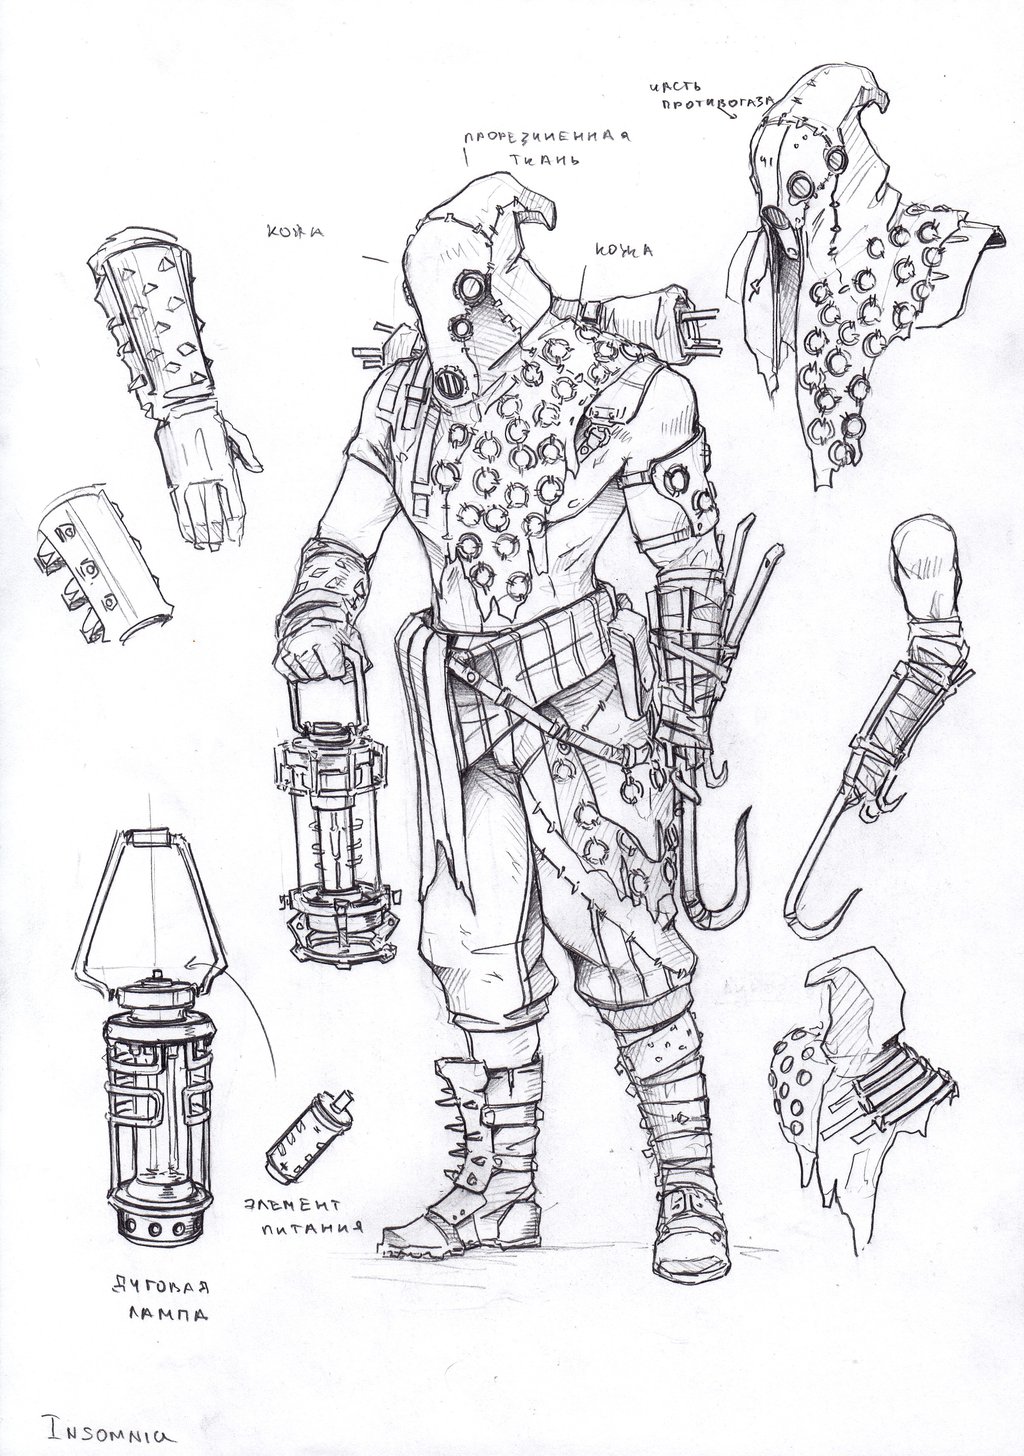 ЧАСТЬ
ПРОТИВОГАЗА
ПРОРЕЗИНЕННАЯ
ТКАНЬ
КОЖА
КОЖА
ЭЛЕМЕНТ
ПИТАНИЯ
ДУГОВАЯ
ЛАМПА
INSOMNIA